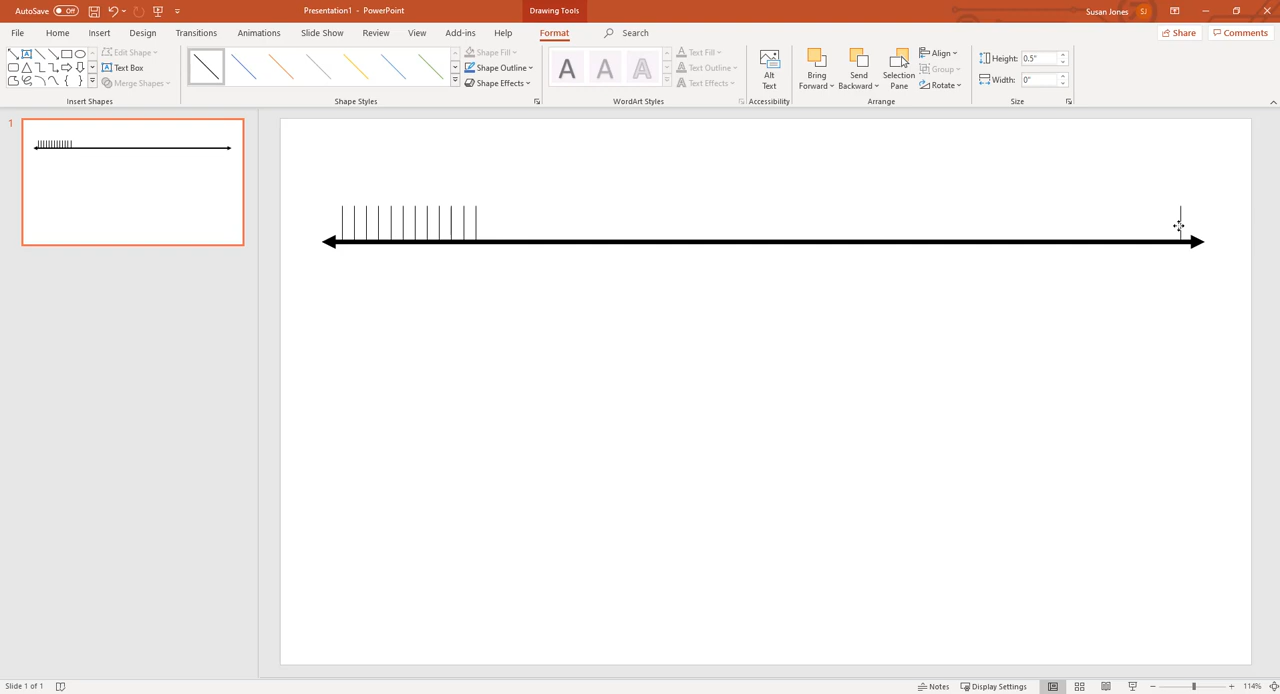 AutoSave Off Presentation1 - PowerPoint Drawing Tools Susan Jones SJ
File Home Insert Design Transitions Animations Slide Show Review View Add-ins Help Format Search Share Comments
Edit Shape
Text Box
Merge Shapes
Insert Shapes
Shape Fill
Shape Outline
Shape Effects
Shape Styles
A A A
Text Fill
Text Outline
Text Effects
WordArt Styles
Alt
Text
Accessibility
Bring
Forward
Send
Backward
Selection
Pane
Align
Group
Rotate
Arrange
Height: 0.5"
Width: 0"
Size
1
Slide 1 of 1 Notes Display Settings 114%